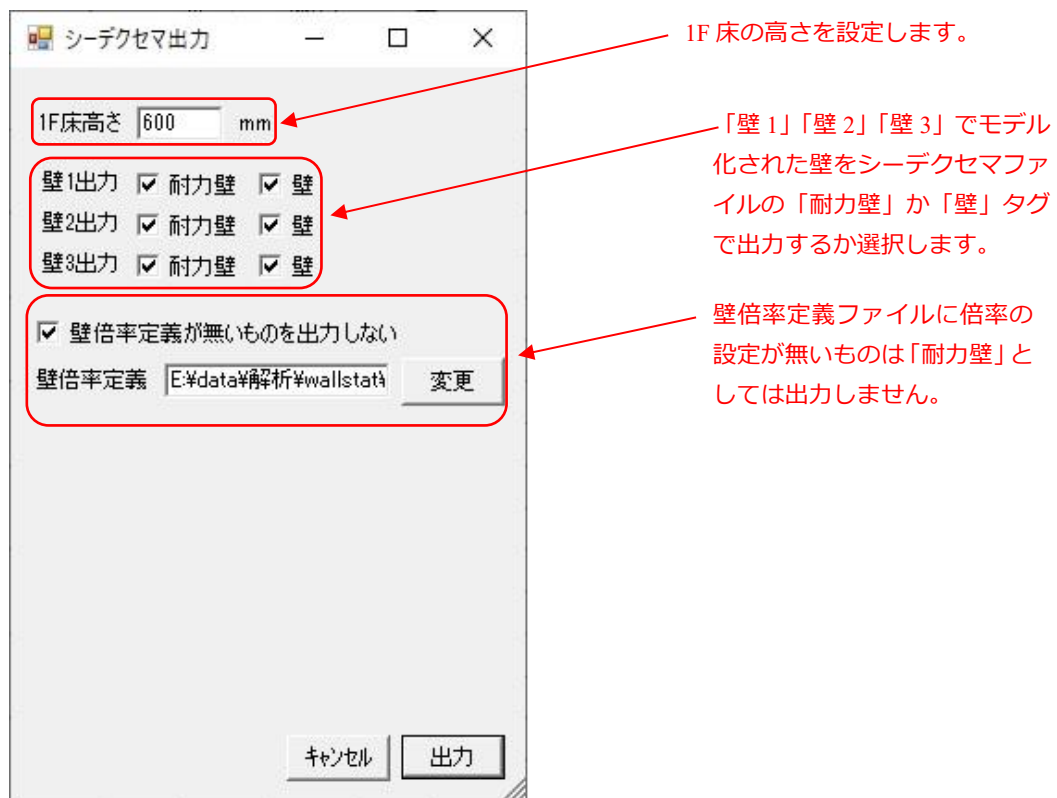 シーデクセマ出力
1F床高さ 600 mm
壁1出力 耐力壁 壁
壁2出力 耐力壁 壁
壁3出力 耐力壁 壁
壁倍率定義が無いものを出力しない
壁倍率定義 E:¥data¥解析¥wallstat¥ 変更
キャンセル 出力
1F 床の高さを設定します。
「壁 1」「壁 2」「壁 3」でモデル
化された壁をシーデクセマファ
イルの「耐力壁」か「壁」タグ
で出力するか選択します。
壁倍率定義ファイルに倍率の
設定が無いものは「耐力壁」と
しては出力しません。